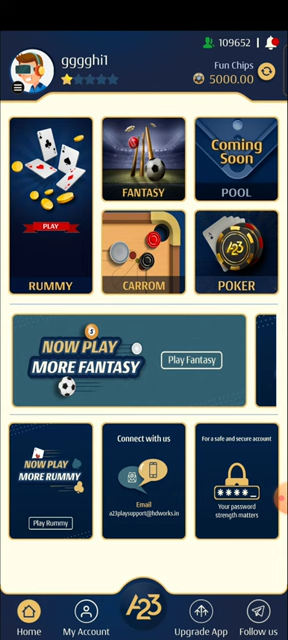 109652
ggggghi1
Fun Chips
5000.00
PLAY
RUMMY
FANTASY
Coming
Soon
POOL
CARROM
A23
POKER
NOW PLAY
MORE FANTASY
Play Fantasy
NOW PLAY
MORE RUMMY
Play Rummy
Connect with us
Email
a23playsupport@hdworks.in
For a safe and secure account
****_
Your password
strength matters
Home
My Account
A23
Upgrade App
Follow us